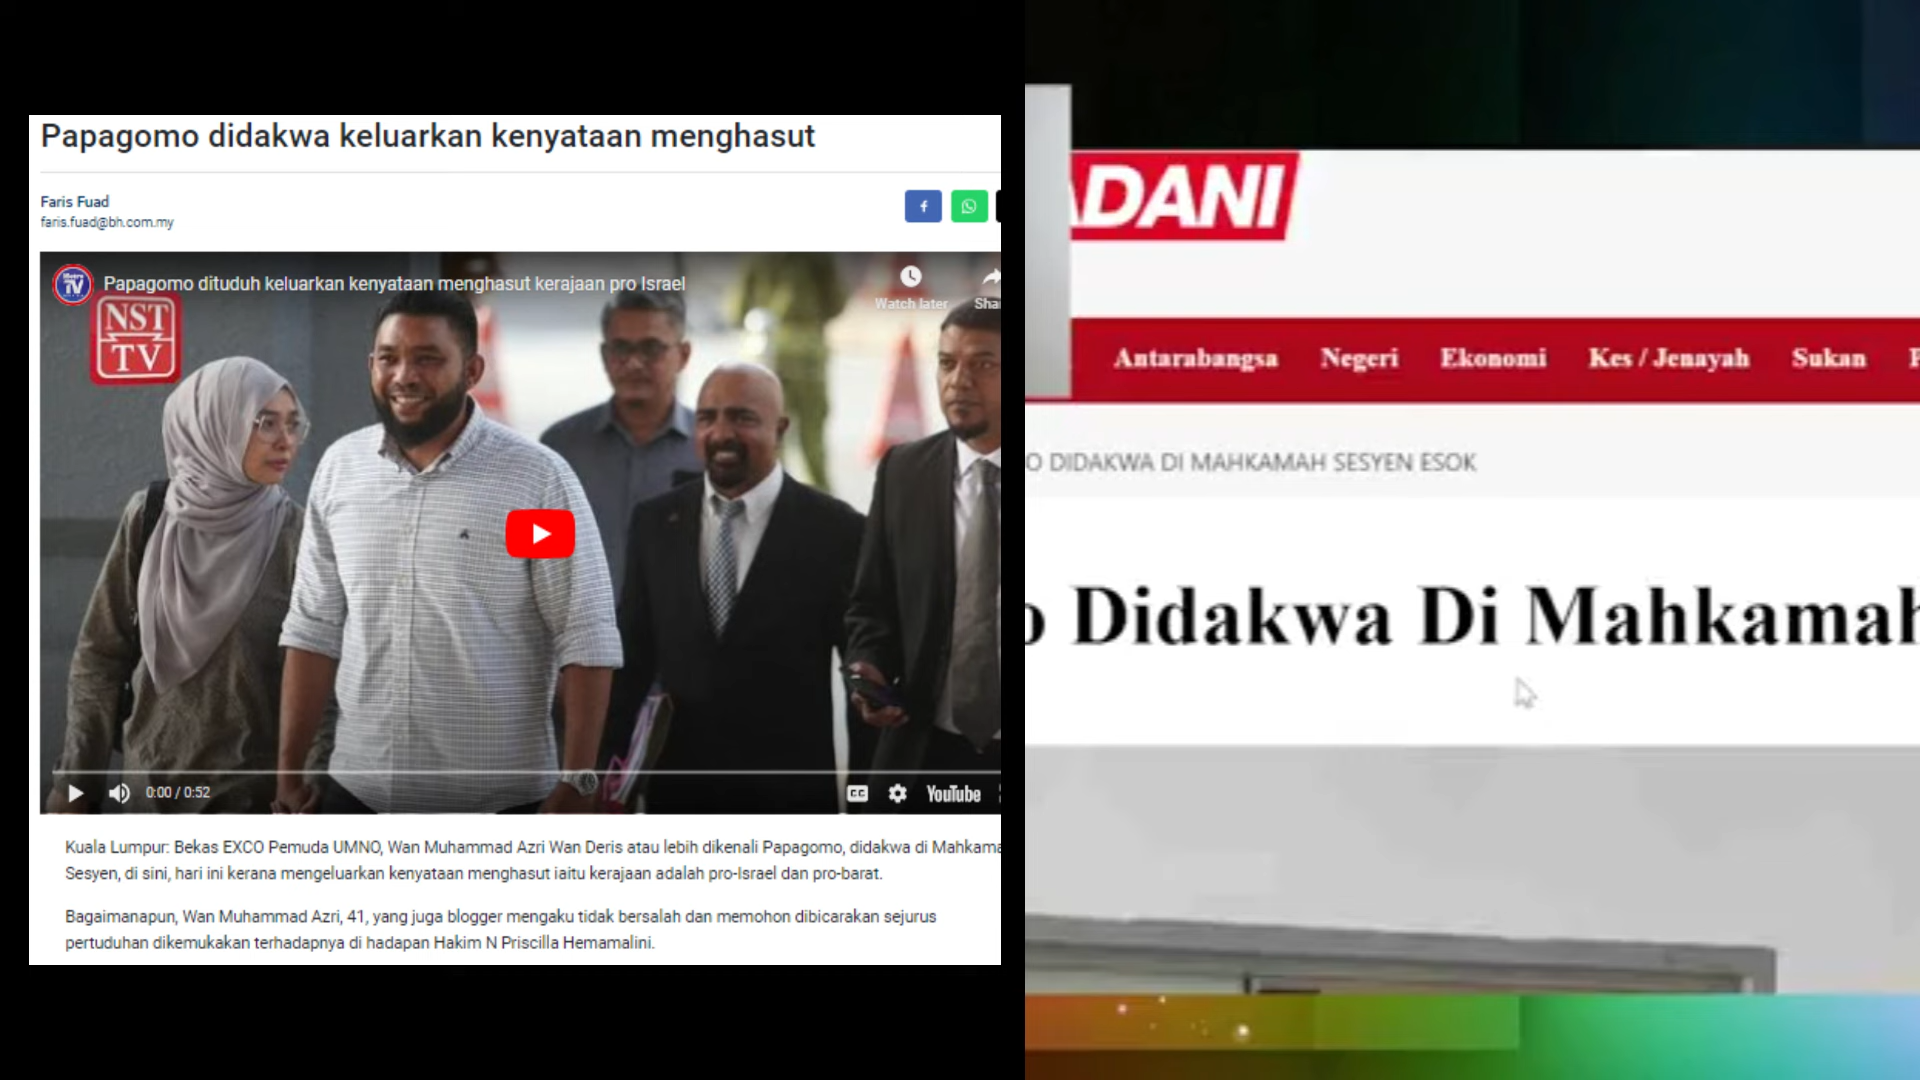 Papagomo didakwa keluarkan kenyataan menghasut
Faris Fuad
faris.fuad@bh.com.my
Papagomo dituduh keluarkan kenyataan menghasut kerajaan pro Israel
Watch later
Sha
NST
TV
0:00 / 0:52
CC
YouTube
Kuala Lumpur: Bekas EXCO Pemuda UMNO, Wan Muhammad Azri Wan Deris atau lebih dikenali Papagomo, didakwa di Mahkama
Sesyen, di sini, hari ini kerana mengeluarkan kenyataan menghasut iaitu kerajaan adalah pro-Israel dan pro-barat.
Bagaimanapun, Wan Muhammad Azri, 41, yang juga blogger mengaku tidak bersalah dan memohon dibicarakan sejurus
pertuduhan dikemukakan terhadapnya di hadapan Hakim N Priscilla Hemamalini.
ADANI
Antarabangsa Negeri Ekonomi Kes / Jenayah Sukan
O DIDAKWA DI MAHKAMAH SESYEN ESOK
o Didakwa Di Mahkamah